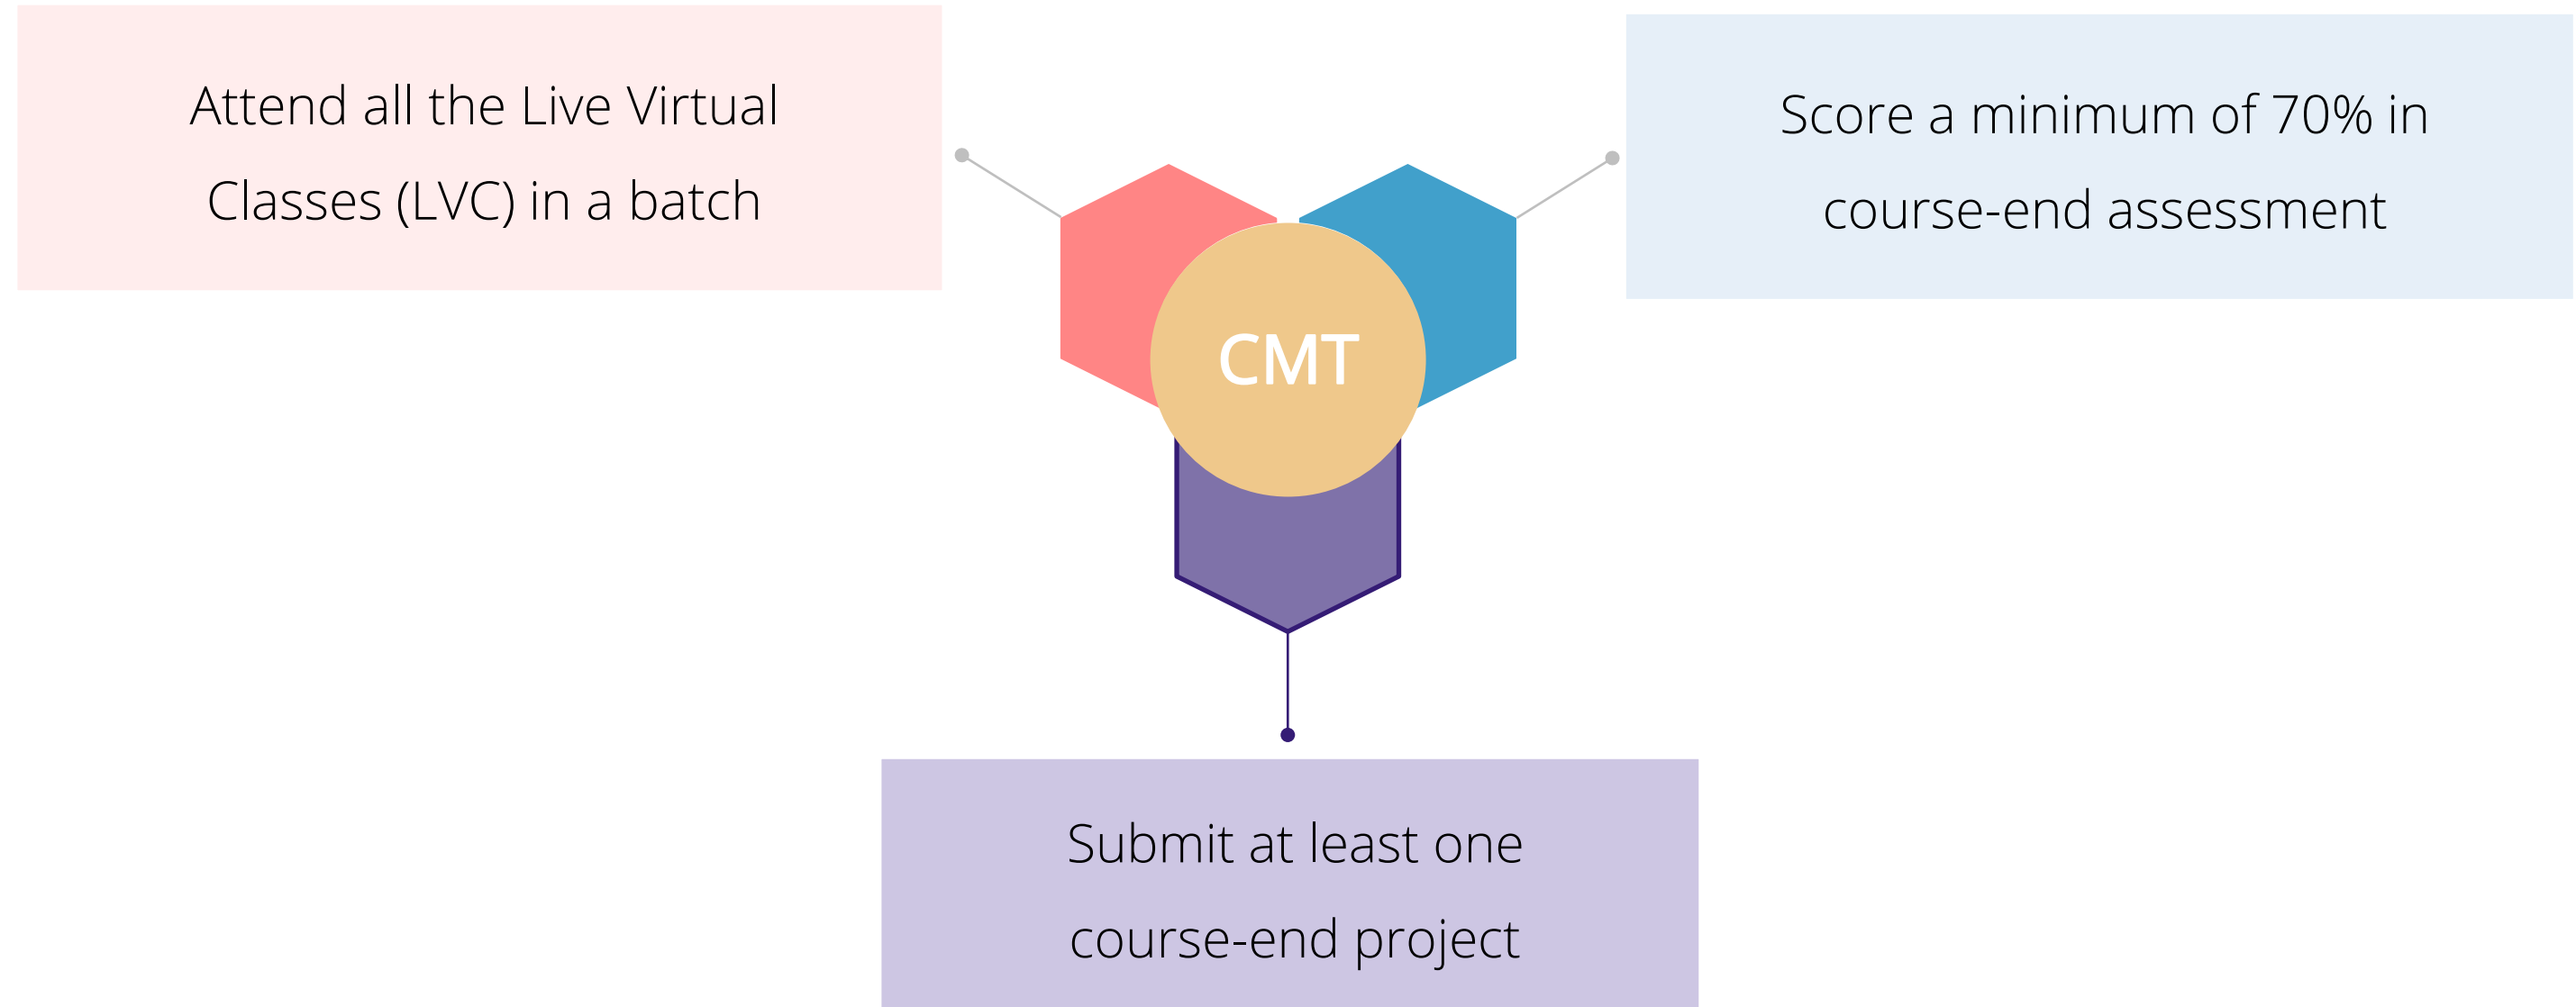 Attend all the Live Virtual
Classes (LVC) in a batch
Score a minimum of 70% in
course-end assessment
CMT
Submit at least one
course-end project